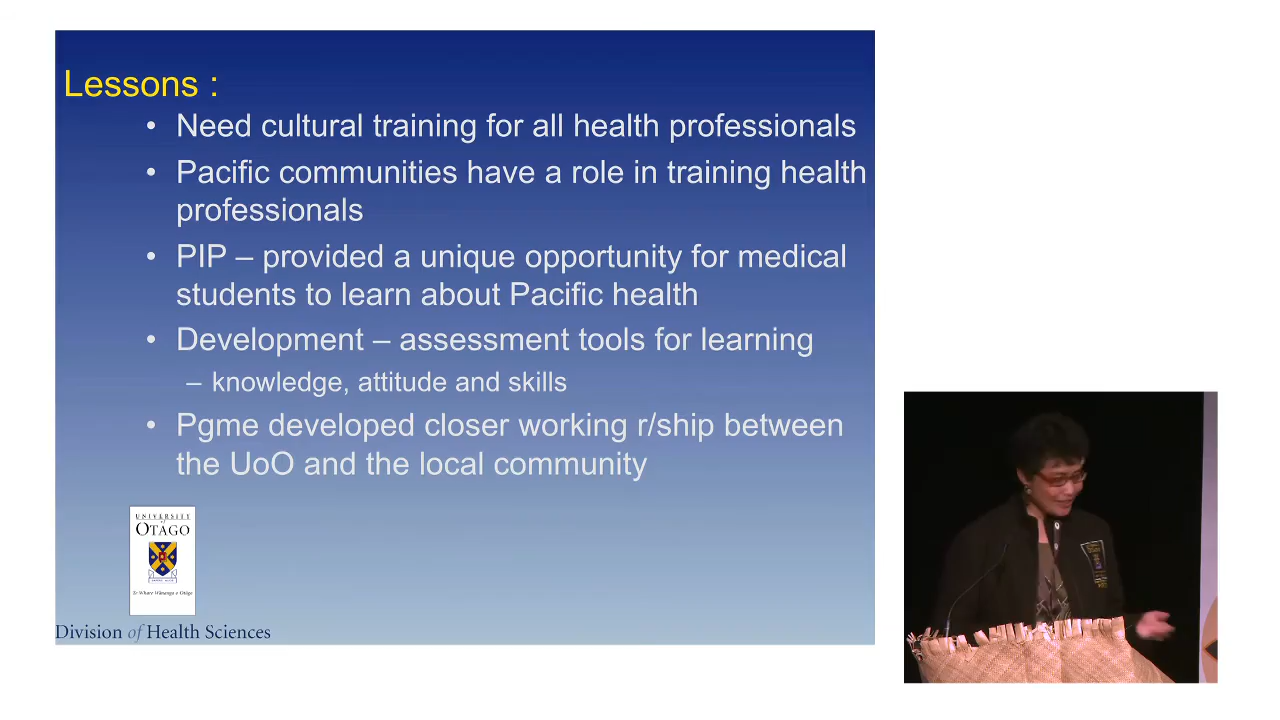 Lessons :
• Need cultural training for all health professionals
• Pacific communities have a role in training health
professionals
• PIP – provided a unique opportunity for medical
students to learn about Pacific health
• Development – assessment tools for learning
– knowledge, attitude and skills
• Pgme developed closer working r/ship between
the UoO and the local community
UNIVERSITY
of
OTAGO
Te Whare Wānanga o Otāgo
Division of Health Sciences